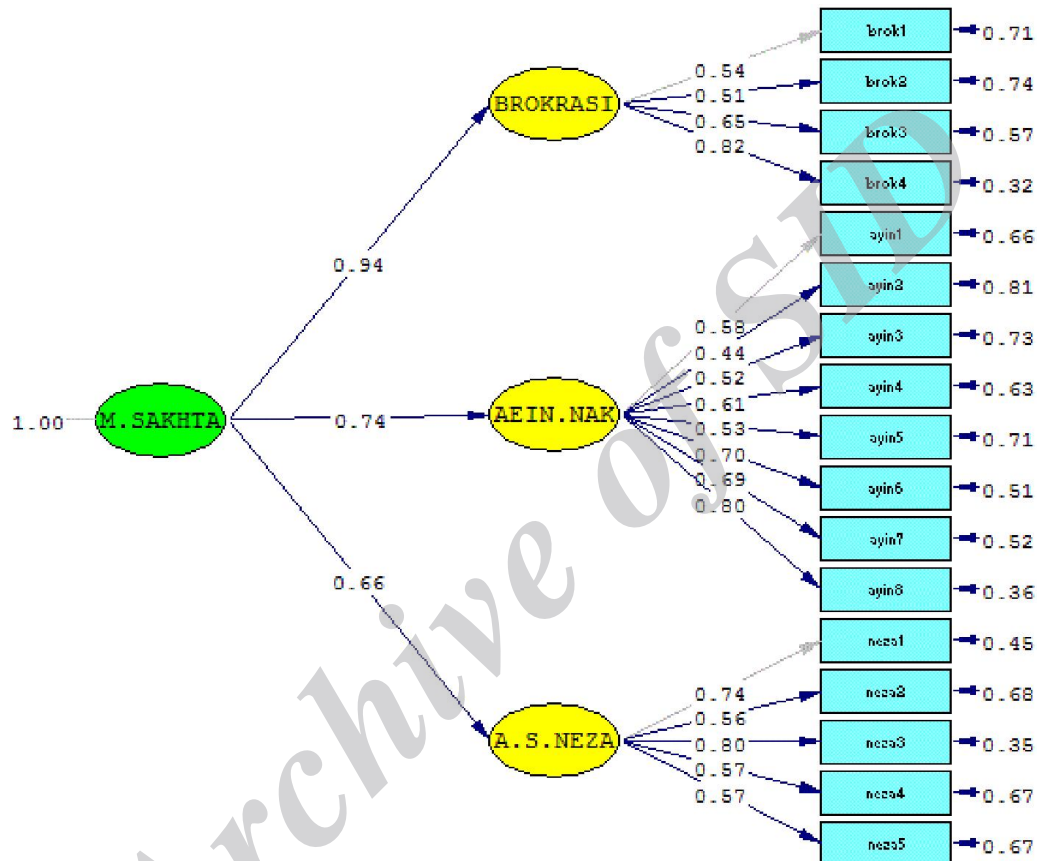 brok1
0.71
0.54
brok2
0.74
BROKRASI
0.51
0.65
brok3
0.57
0.82
brok4
0.32
ayin1
0.66
0.94
ayin2
0.81
0.58
ayin3
0.73
0.44
0.52
ayin4
0.63
1.00
M.SAKHTA
0.74
AEIN.NAK
0.61
0.53
ayin5
0.71
0.70
0.69
ayin6
0.51
0.80
ayin7
0.52
0.66
ayin8
0.36
neza1
0.45
0.74
neza2
0.68
0.56
A.S.NEZA
0.80
neza3
0.35
0.57
0.57
neza4
0.67
neza5
0.67
Archive of SID